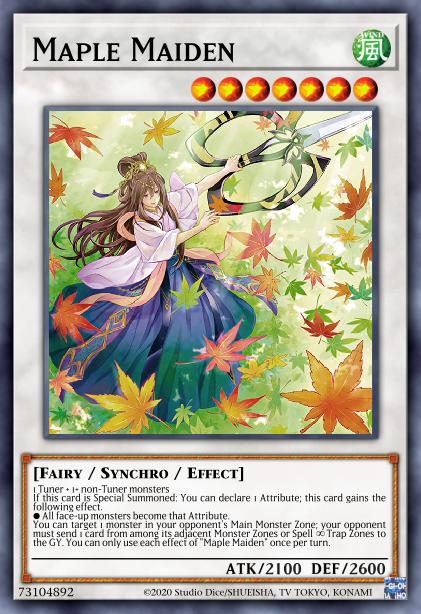 MAPLE MAIDEN
WIND
風
[FAIRY / SYNCHRO / EFFECT]
1 Tuner + 1+ non-Tuner monsters
If this card is Special Summoned: You can declare 1 Attribute; this card gains the
following effect.
● All face-up monsters become that Attribute.
You can target 1 monster in your opponent's Main Monster Zone; your opponent
must send 1 card from among its adjacent Monster Zones or Spell & Trap Zones to
the GY. You can only use each effect of "Maple Maiden" once per turn.
ATK/2100 DEF/2600
73104892
©2020 Studio Dice/SHUEISHA, TV TOKYO, KONAMI